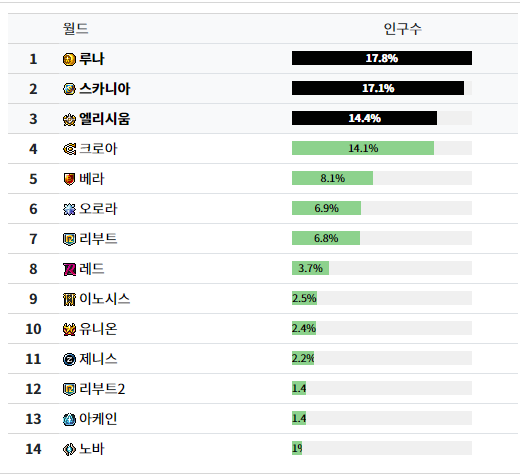 월드 인구수
1 루나 17.8%
2 스카니아 17.1%
3 엘리시움 14.4%
4 크로아 14.1%
5 베라 8.1%
6 오로라 6.9%
7 리부트 6.8%
8 레드 3.7%
9 이노시스 2.5%
10 유니온 2.4%
11 제니스 2.2%
12 리부트2 1.4
13 아케인 1.4
14 노바 1%